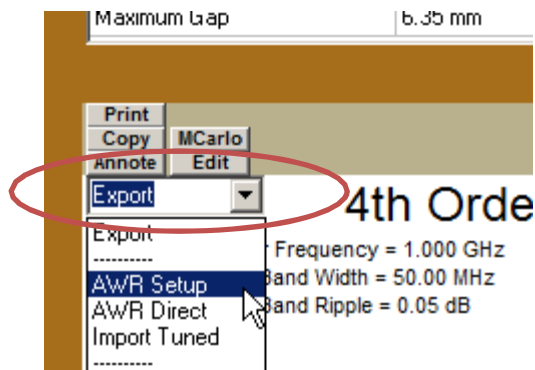 Maximum Gap 6.35 mm
Print
Copy MCarlo
Annote Edit
Export
4th Orde
Export
Frequency = 1.000 GHz
----------
Band Width = 50.00 MHz
AWR Setup
AWR Direct
Band Ripple = 0.05 dB
Import Tuned
----------